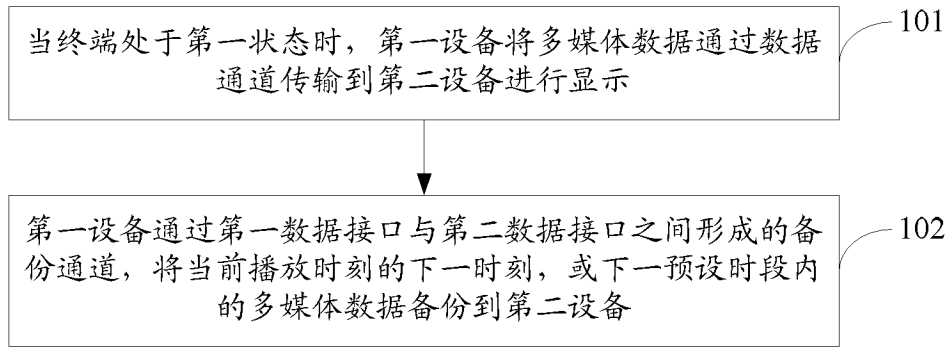 当终端处于第一状态时，第一设备将多媒体数据通过数据
通道传输到第二设备进行显示
101
第一设备通过第一数据接口与第二数据接口之间形成的备
份通道，将当前播放时刻的下一时刻，或下一预设时段内
的多媒体数据备份到第二设备
102